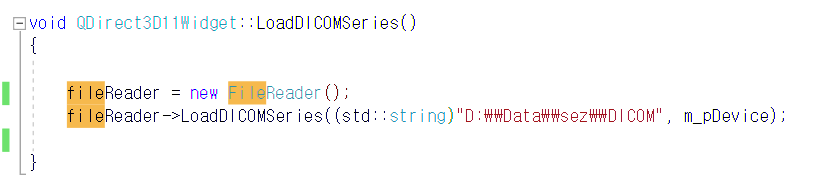 void QDirect3D11Widget::LoadDICOMSeries()
{
fileReader = new FileReader();
fileReader->LoadDICOMSeries((std::string)"D:₩₩Data₩₩sez₩₩DICOM", m_pDevice);
}